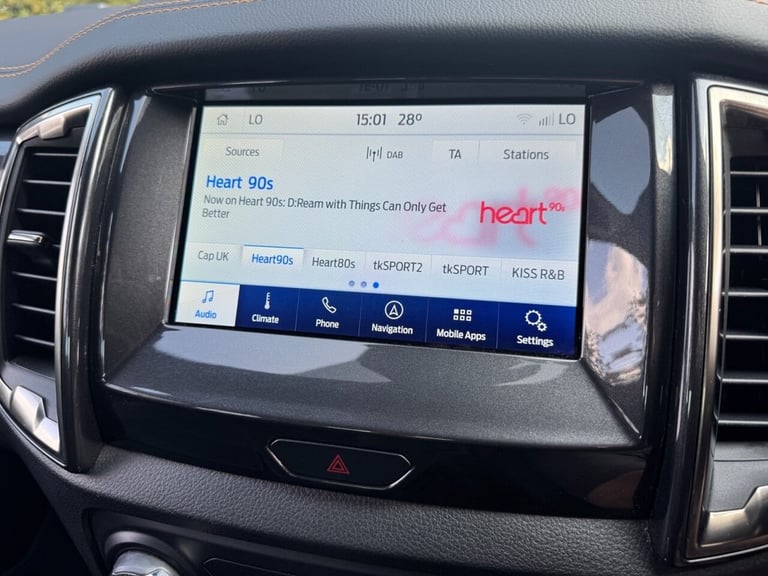 LO 15:01 28° LO
Sources DAB TA Stations
Heart 90s
Now on Heart 90s: D:Ream with Things Can Only Get
Better
heart 90s
Cap UK Heart90s Heart80s tkSPORT2 tkSPORT KISS R&B
Audio Climate Phone Navigation Mobile Apps Settings